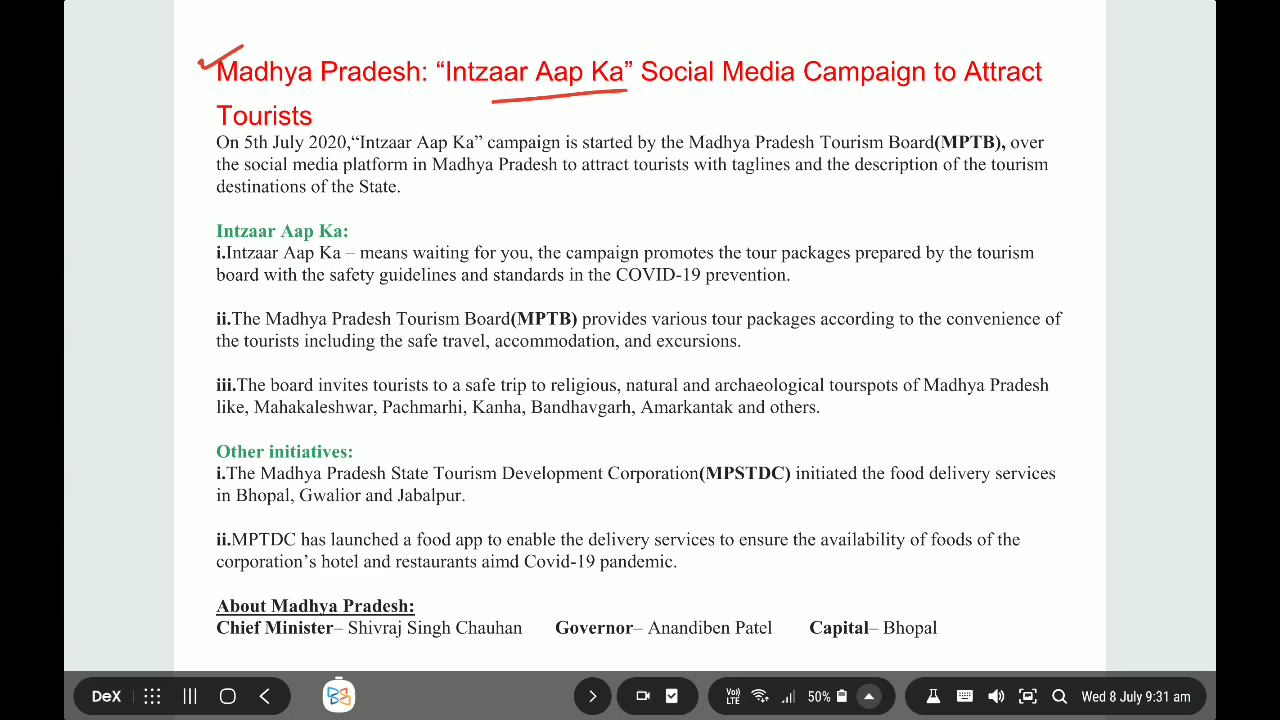 Madhya Pradesh: “Intzaar Aap Ka” Social Media Campaign to Attract
Tourists
On 5th July 2020,“Intzaar Aap Ka” campaign is started by the Madhya Pradesh Tourism Board(MPTB), over
the social media platform in Madhya Pradesh to attract tourists with taglines and the description of the tourism
destinations of the State.
Intzaar Aap Ka:
i.Intzaar Aap Ka – means waiting for you, the campaign promotes the tour packages prepared by the tourism
board with the safety guidelines and standards in the COVID-19 prevention.
ii.The Madhya Pradesh Tourism Board(MPTB) provides various tour packages according to the convenience of
the tourists including the safe travel, accommodation, and excursions.
iii.The board invites tourists to a safe trip to religious, natural and archaeological tourspots of Madhya Pradesh
like, Mahakaleshwar, Pachmarhi, Kanha, Bandhavgarh, Amarkantak and others.
Other initiatives:
i.The Madhya Pradesh State Tourism Development Corporation(MPSTDC) initiated the food delivery services
in Bhopal, Gwalior and Jabalpur.
ii.MPTDC has launched a food app to enable the delivery services to ensure the availability of foods of the
corporation’s hotel and restaurants aimd Covid-19 pandemic.
About Madhya Pradesh:
Chief Minister– Shivraj Singh Chauhan Governor– Anandiben Patel Capital– Bhopal
DeX Vo) LTE 50% Wed 8 July 9:31 am